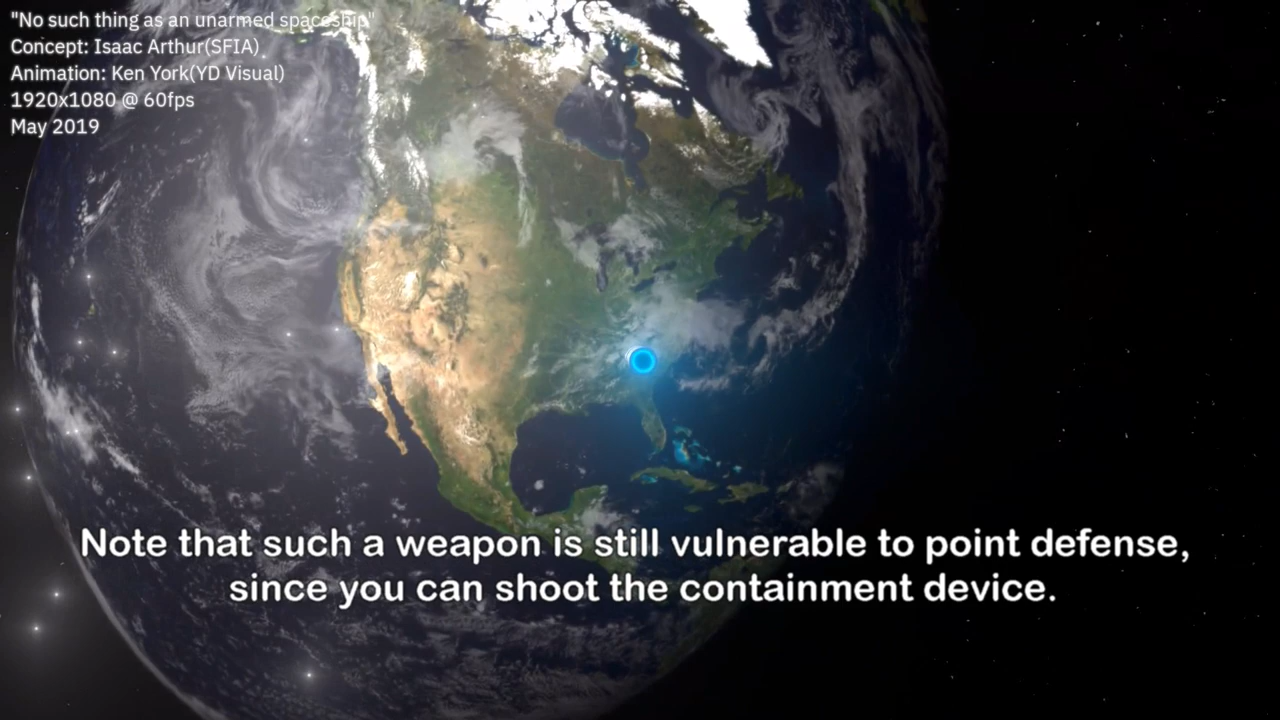 "No such thing as an unarmed spaceship"
Concept: Isaac Arthur(SFIA)
Animation: Ken York(YD Visual)
1920x1080 @ 60fps
May 2019
Note that such a weapon is still vulnerable to point defense,
since you can shoot the containment device.